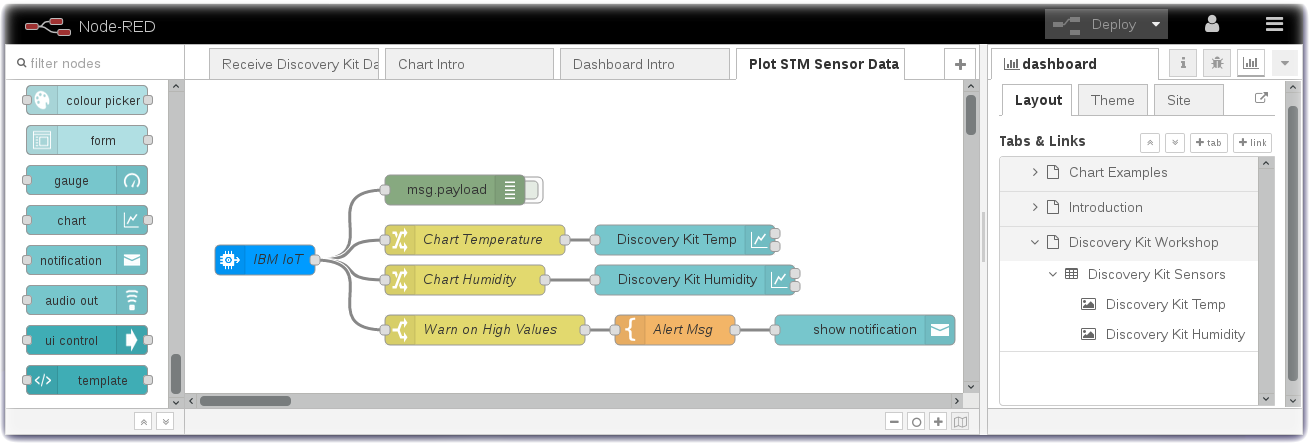 Node-RED
Deploy
filter nodes
Receive Discovery Kit Da
Chart Intro
Dashboard Intro
Plot STM Sensor Data
dashboard
colour picker
form
gauge
chart
notification
audio out
ui control
template
msg.payload
Chart Temperature
Discovery Kit Temp
IBM IoT
Chart Humidity
Discovery Kit Humidity
Warn on High Values
Alert Msg
show notification
Layout
Theme
Site
Tabs & Links
+ tab
+ link
Chart Examples
Introduction
Discovery Kit Workshop
Discovery Kit Sensors
Discovery Kit Temp
Discovery Kit Humidity